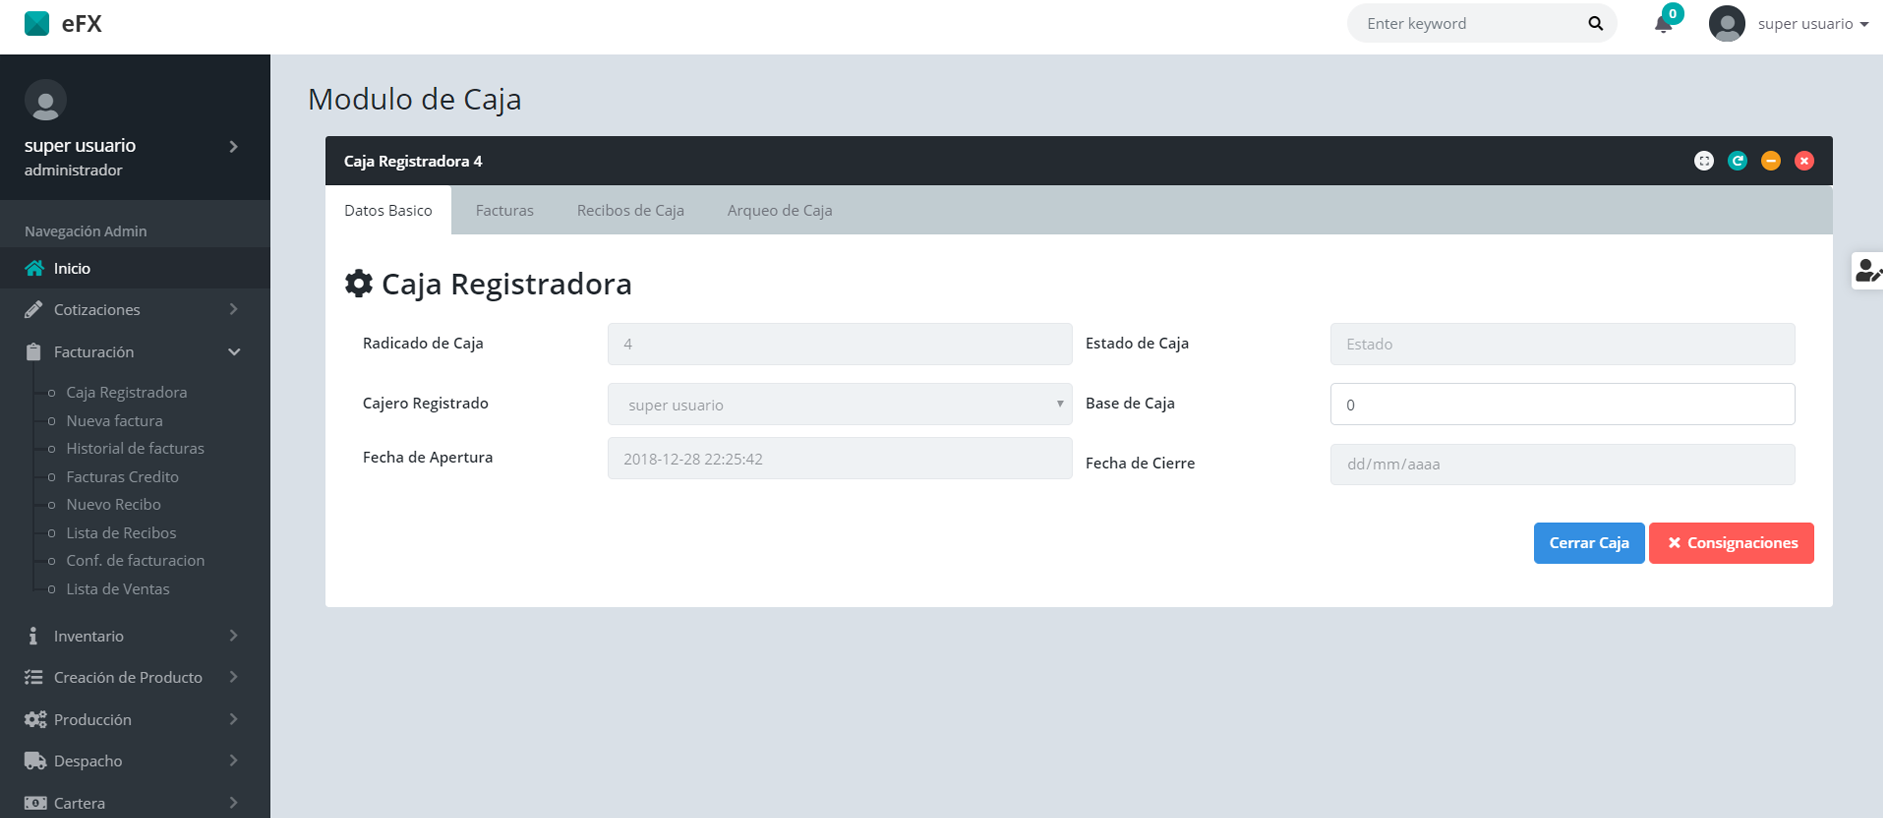 eFX
Enter keyword
0
super usuario
super usuario
administrador
Navegación Admin
Inicio
Cotizaciones
Facturación
Caja Registradora
Nueva factura
Historial de facturas
Facturas Credito
Nuevo Recibo
Lista de Recibos
Conf. de facturacion
Lista de Ventas
Inventario
Creación de Producto
Producción
Despacho
Cartera
Modulo de Caja
Caja Registradora 4
Datos Basico Facturas Recibos de Caja Arqueo de Caja
Caja Registradora
Radicado de Caja 4 Estado de Caja Estado
Cajero Registrado super usuario Base de Caja 0
Fecha de Apertura 2018-12-28 22:25:42 Fecha de Cierre dd/mm/aaaa
Cerrar Caja Consignaciones